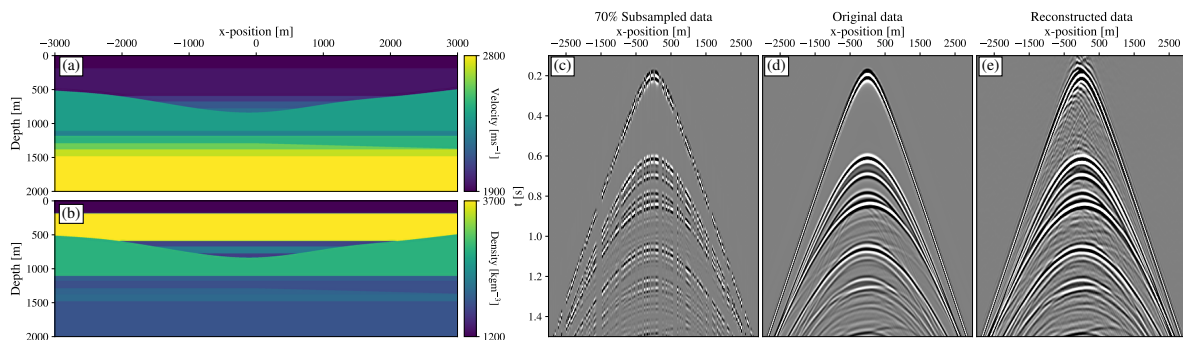 x-position [m]
−3000 −2000 −1000 0 1000 2000 3000
(a)
0
500
1000
1500
2000
Depth [m]
2800
Velocity [ms−1]
1900
(b)
0
500
1000
1500
2000
Depth [m]
3700
Density [kgm−3]
1200
70% Subsampled data
x-position [m]
−2500 −1500 −500 500 1500 2500
(c)
t [s]
0.2
0.4
0.6
0.8
1.0
1.2
1.4
Original data
x-position [m]
−2500 −1500 −500 500 1500 2500
(d)
Reconstructed data
x-position [m]
−2500 −1500 −500 500 1500 2500
(e)